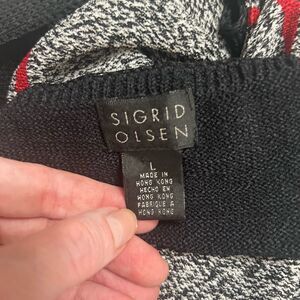 SIGRID
OLSEN
L
MADE IN
HONG KONG
HECHO EN
HONG KONG
FABRIQUE A
HONG KONG